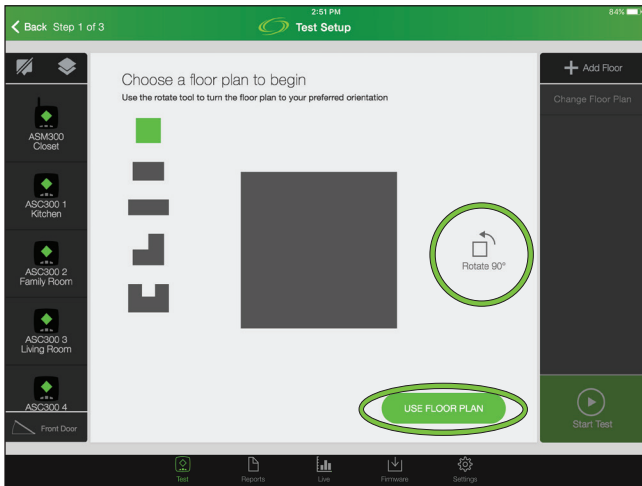 2:51 PM
84%
Back Step 1 of 3
Test Setup
ASM300
Closet
ASC300 1
Kitchen
ASC300 2
Family Room
ASC300 3
Living Room
ASC300 4
Front Door
Choose a floor plan to begin
Use the rotate tool to turn the floor plan to your preferred orientation
Rotate 90°
USE FLOOR PLAN
+ Add Floor
Change Floor Plan
Start Test
Test
Reports
Live
Firmware
Settings